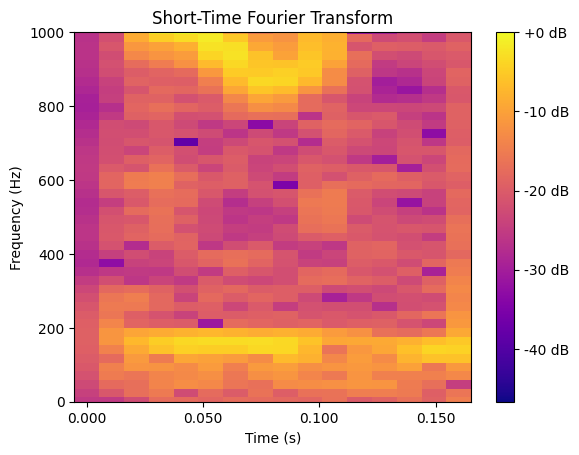 Short-Time Fourier Transform
1000
800
600
400
200
0
Frequency (Hz)
0.000
0.050
0.100
0.150
Time (s)
+0 dB
-10 dB
-20 dB
-30 dB
-40 dB